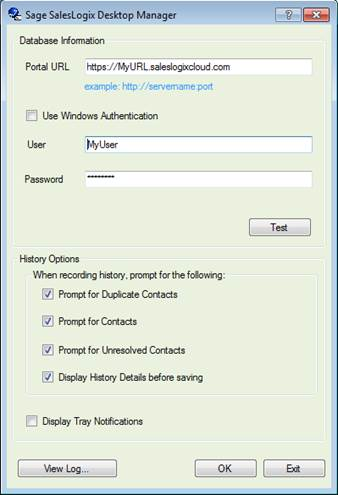 Sage SalesLogix Desktop Manager
Database Information
Portal URL https://MyURL.saleslogixcloud.com
example: http://servername:port
Use Windows Authentication
User MyUser
Password ********
Test
History Options
When recording history, prompt for the following:
Prompt for Duplicate Contacts
Prompt for Contacts
Prompt for Unresolved Contacts
Display History Details before saving
Display Tray Notifications
View Log... OK Exit